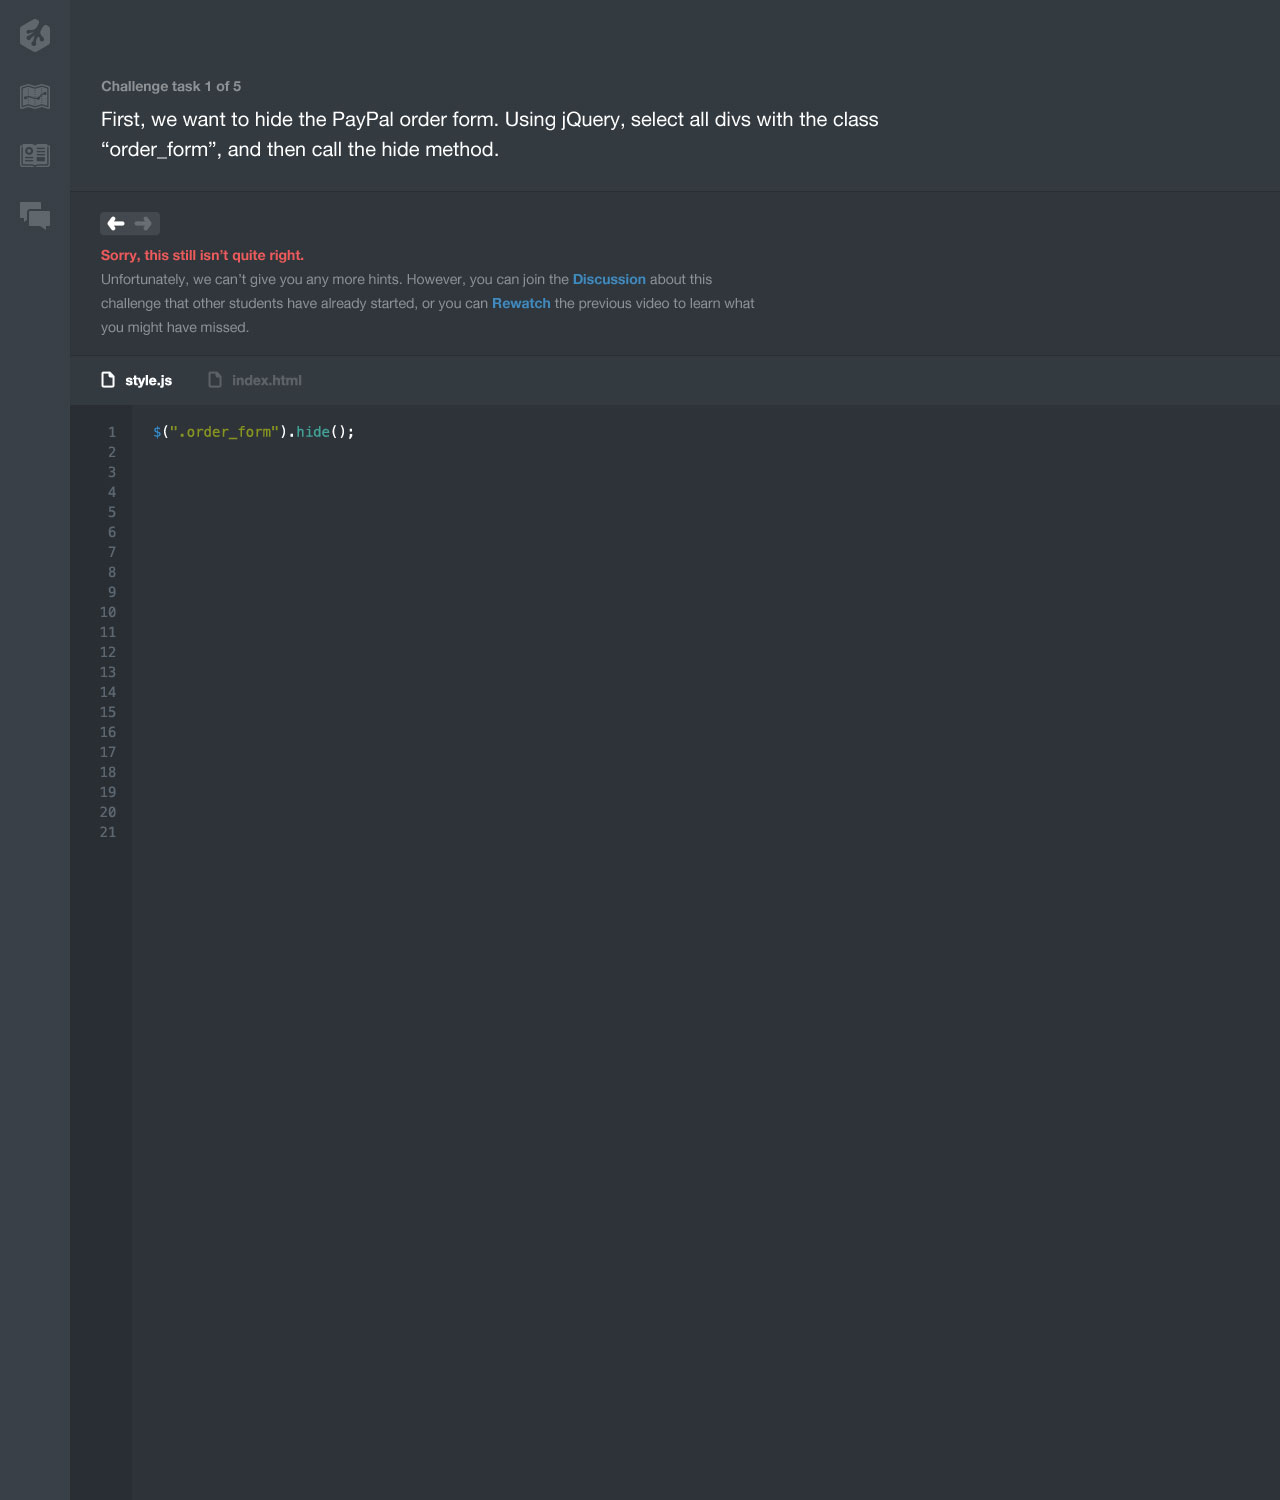 Challenge task 1 of 5
First, we want to hide the PayPal order form. Using jQuery, select all divs with the class
“order_form”, and then call the hide method.
Sorry, this still isn’t quite right.
Unfortunately, we can’t give you any more hints. However, you can join the Discussion about this
challenge that other students have already started, or you can Rewatch the previous video to learn what
you might have missed.
style.js index.html
1 $(".order_form").hide();
2
3
4
5
6
7
8
9
10
11
12
13
14
15
16
17
18
19
20
21